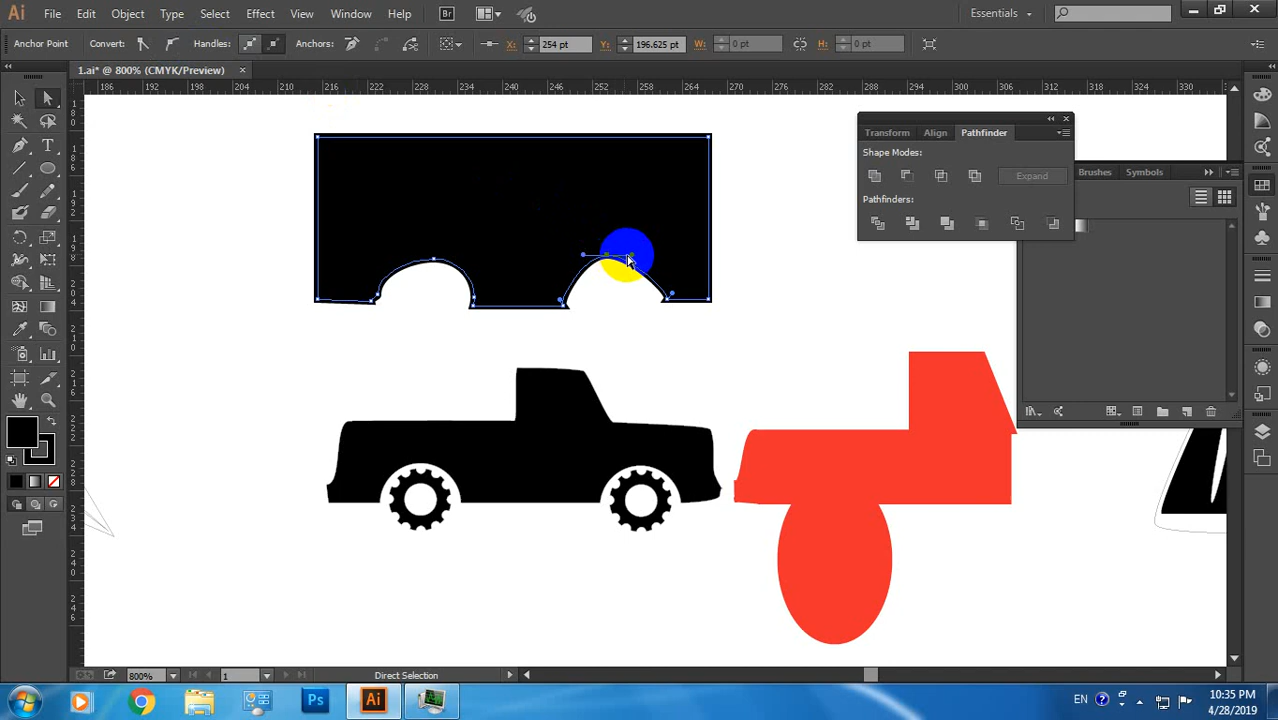 Ai File Edit Object Type Select Effect View Window Help Br Essentials
Anchor Point Convert: Handles: Anchors: X: 254 pt Y: 196.625 pt W: 0 pt H: 0 pt
1.ai* @ 800% (CMYK/Preview)
186 192 198 204 210 216 222 228 234 240 246 252 258 264 270 276 282 288 294 300 306 312 318 324 330
Transform Align Pathfinder
Shape Modes:
Expand
Brushes Symbols
Pathfinders:
800% 1 Direct Selection
Ps Ai EN 10:35 PM
4/28/2019